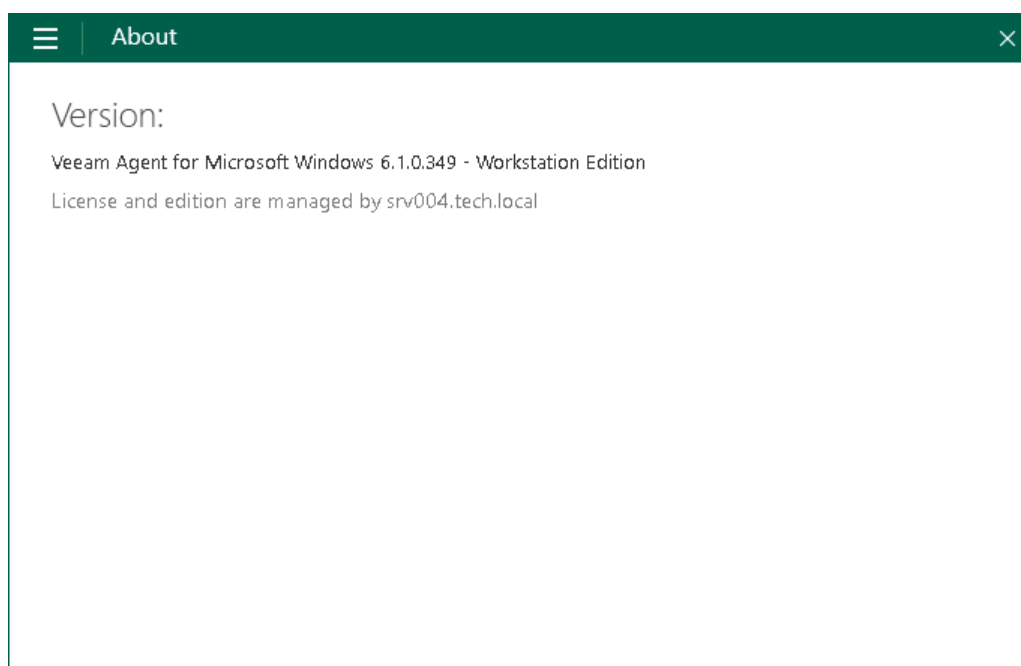 About
Version:
Veeam Agent for Microsoft Windows 6.1.0.349 - Workstation Edition
License and edition are managed by srv004.tech.local